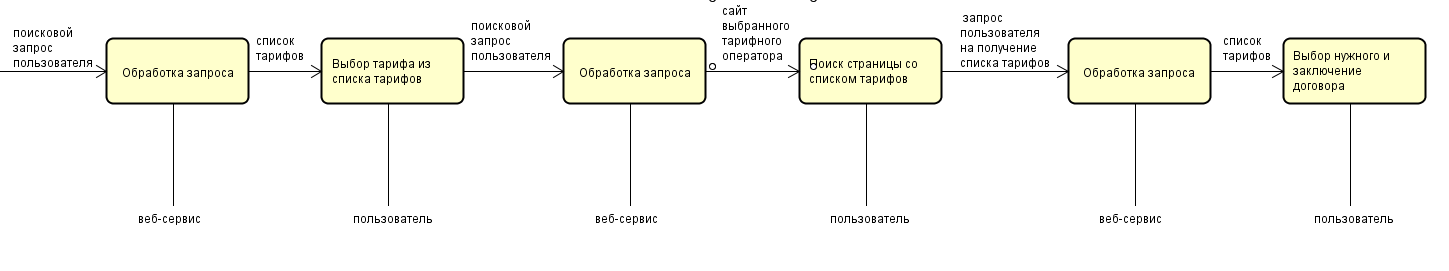 поисковой
запрос
пользователя
Обработка запроса
список
тарифов
Выбор тарифа из
списка тарифов
поисковой
запрос
пользователя
Обработка запроса
сайт
выбранного
тарифного
оператора
Поиск страницы со
списком тарифов
запрос
пользователя
на получение
списка тарифов
Обработка запроса
список
тарифов
Выбор нужного и
заключение
договора
веб-сервис
пользователь
веб-сервис
пользователь
веб-сервис
пользователь